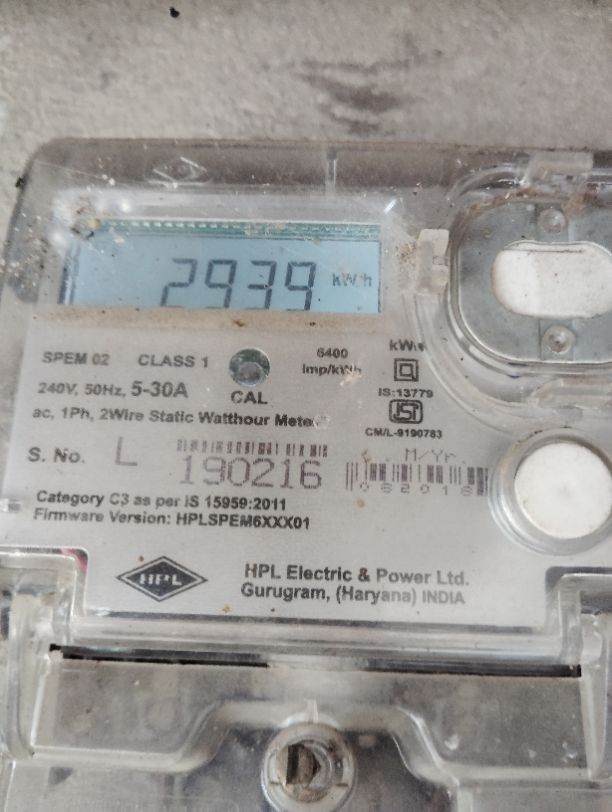 2939 kWh
SPEM 02 CLASS 1
6400
Imp/kWh
240V, 50Hz, 5-30A
CAL
IS:13779
ac, 1Ph, 2Wire Static Watthour Meter
CM/L-9190783
S. No. L 190216
M/Yr.
082018
Category C3 as per IS 15959:2011
Firmware Version: HPLSPEM6XXX01
HPL
HPL Electric & Power Ltd.
Gurugram, (Haryana) INDIA